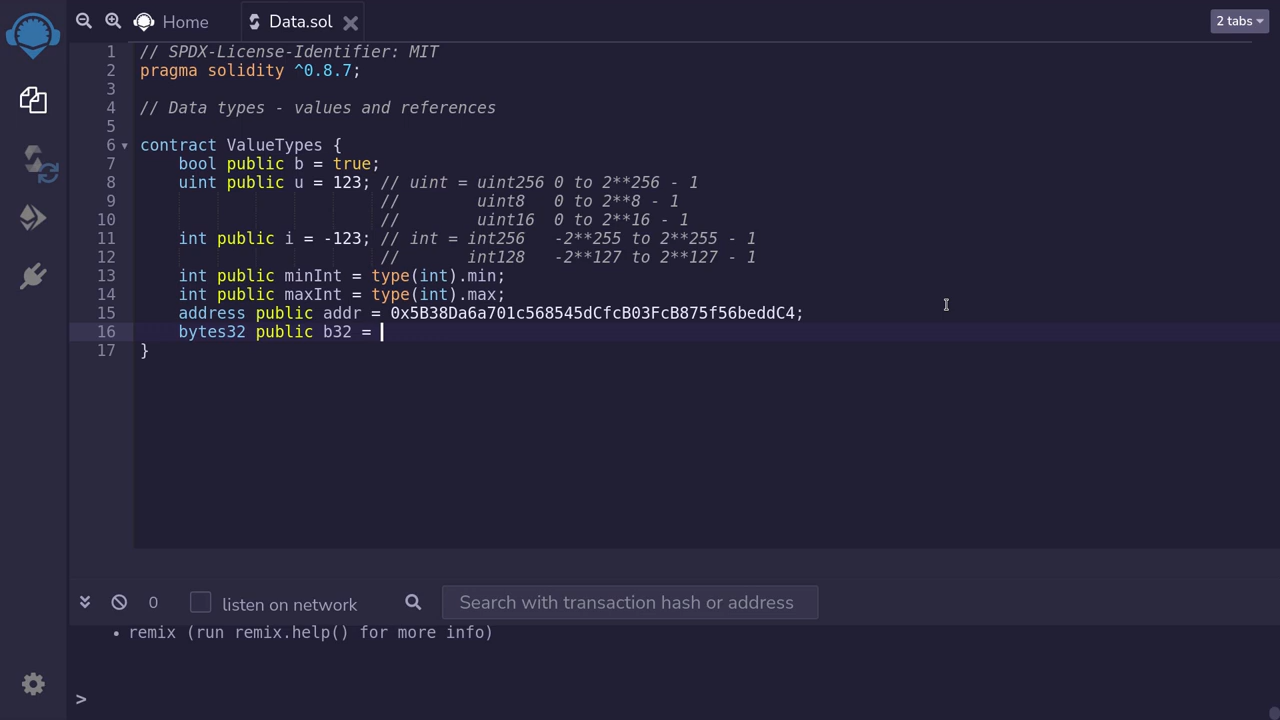 Home
Data.sol
2 tabs
1 // SPDX-License-Identifier: MIT
2 pragma solidity ^0.8.7;
3
4 // Data types - values and references
5
6 contract ValueTypes {
7 bool public b = true;
8 uint public u = 123; // uint = uint256 0 to 2**256 - 1
9 // uint8 0 to 2**8 - 1
10 // uint16 0 to 2**16 - 1
11 int public i = -123; // int = int256 -2**255 to 2**255 - 1
12 // int128 -2**127 to 2**127 - 1
13 int public minInt = type(int).min;
14 int public maxInt = type(int).max;
15 address public addr = 0x5B38Da6a701c568545dCfcB03FcB875f56beddC4;
16 bytes32 public b32 =
17 }
0 listen on network Search with transaction hash or address
• remix (run remix.help() for more info)
>